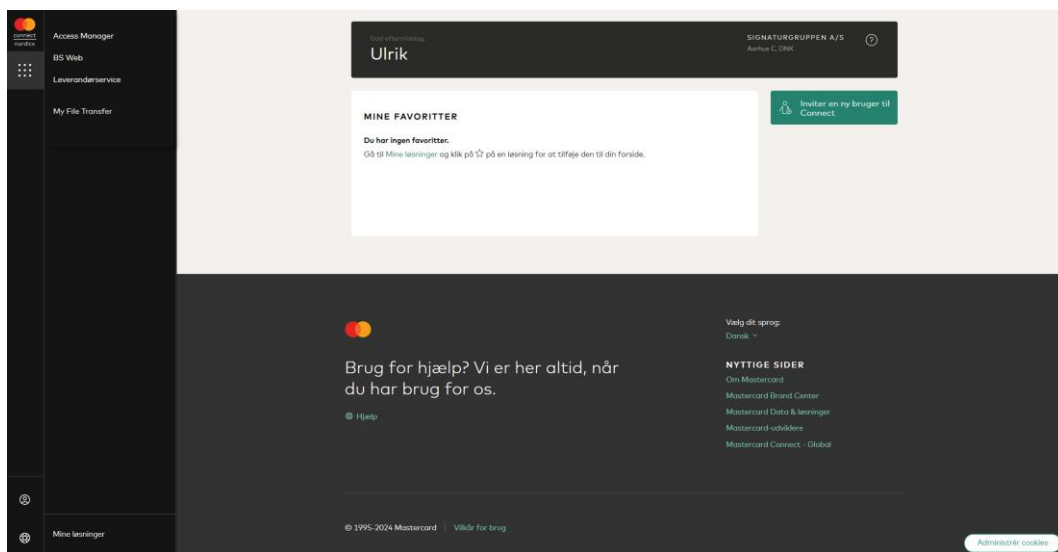 connect
nordics
Access Manager
BS Web
Leverandørservice
My File Transfer
Mine løsninger
God eftermiddag,
Ulrik
SIGNATURGRUPPEN A/S
Aarhus C, DNK
MINE FAVORITTER
Du har ingen favoritter.
Gå til Mine løsninger og klik på ☆ på en løsning for at tilføje den til din forside.
Inviter en ny bruger til
Connect
Brug for hjælp? Vi er her altid, når
du har brug for os.
Hjælp
Vælg dit sprog:
Dansk
NYTTIGE SIDER
Om Mastercard
Mastercard Brand Center
Mastercard Data & løsninger
Mastercard-udviklere
Mastercard Connect - Global
© 1995-2024 Mastercard | Vilkår for brug
Administrér cookies